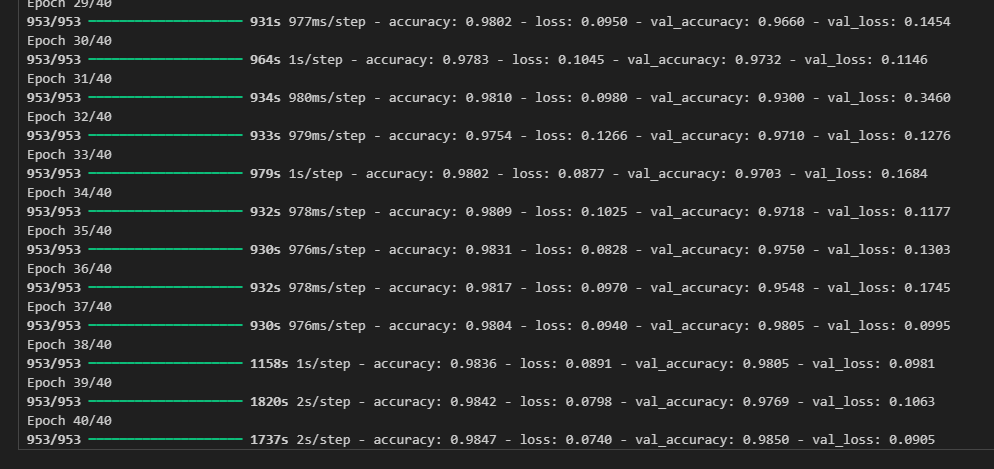 Epoch 29/40
953/953 ━━━━━━━━━━━━━━━━━━━━ 931s 977ms/step - accuracy: 0.9802 - loss: 0.0950 - val_accuracy: 0.9660 - val_loss: 0.1454
Epoch 30/40
953/953 ━━━━━━━━━━━━━━━━━━━━ 964s 1s/step - accuracy: 0.9783 - loss: 0.1045 - val_accuracy: 0.9732 - val_loss: 0.1146
Epoch 31/40
953/953 ━━━━━━━━━━━━━━━━━━━━ 934s 980ms/step - accuracy: 0.9810 - loss: 0.0980 - val_accuracy: 0.9300 - val_loss: 0.3460
Epoch 32/40
953/953 ━━━━━━━━━━━━━━━━━━━━ 933s 979ms/step - accuracy: 0.9754 - loss: 0.1266 - val_accuracy: 0.9710 - val_loss: 0.1276
Epoch 33/40
953/953 ━━━━━━━━━━━━━━━━━━━━ 979s 1s/step - accuracy: 0.9802 - loss: 0.0877 - val_accuracy: 0.9703 - val_loss: 0.1684
Epoch 34/40
953/953 ━━━━━━━━━━━━━━━━━━━━ 932s 978ms/step - accuracy: 0.9809 - loss: 0.1025 - val_accuracy: 0.9718 - val_loss: 0.1177
Epoch 35/40
953/953 ━━━━━━━━━━━━━━━━━━━━ 930s 976ms/step - accuracy: 0.9831 - loss: 0.0828 - val_accuracy: 0.9750 - val_loss: 0.1303
Epoch 36/40
953/953 ━━━━━━━━━━━━━━━━━━━━ 932s 978ms/step - accuracy: 0.9817 - loss: 0.0970 - val_accuracy: 0.9548 - val_loss: 0.1745
Epoch 37/40
953/953 ━━━━━━━━━━━━━━━━━━━━ 930s 976ms/step - accuracy: 0.9804 - loss: 0.0940 - val_accuracy: 0.9805 - val_loss: 0.0995
Epoch 38/40
953/953 ━━━━━━━━━━━━━━━━━━━━ 1158s 1s/step - accuracy: 0.9836 - loss: 0.0891 - val_accuracy: 0.9805 - val_loss: 0.0981
Epoch 39/40
953/953 ━━━━━━━━━━━━━━━━━━━━ 1820s 2s/step - accuracy: 0.9842 - loss: 0.0798 - val_accuracy: 0.9769 - val_loss: 0.1063
Epoch 40/40
953/953 ━━━━━━━━━━━━━━━━━━━━ 1737s 2s/step - accuracy: 0.9847 - loss: 0.0740 - val_accuracy: 0.9850 - val_loss: 0.0905